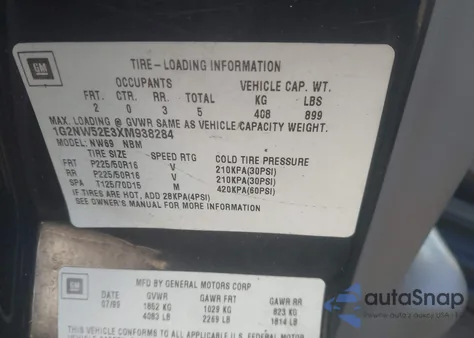 GM
TIRE - LOADING INFORMATION
OCCUPANTS VEHICLE CAP. WT.
FRT. CTR. RR. TOTAL KG LBS
2 0 3 5 408 899
MAX. LOADING @ GVWR SAME AS VEHICLE CAPACITY WEIGHT.
1G2NW52E3XM938284
MODEL: NW69 NBM
TIRE SIZE SPEED RTG COLD TIRE PRESSURE
FRT P225/50R16 V 210KPA(30PSI)
RR P225/50R16 V 210KPA(30PSI)
SPA T125/70D15 M 420KPA(60PSI)
IF TIRES ARE HOT, ADD 28KPA(4PSI)
SEE OWNER'S MANUAL FOR MORE INFORMATION
GM
MFD BY GENERAL MOTORS CORP
DATE GVWR GAWR FRT GAWR RR
07/99 1852 KG 1029 KG 823 KG
4083 LB 2269 LB 1814 LB
THIS VEHICLE CONFORMS TO ALL APPLICABLE
autoSnap